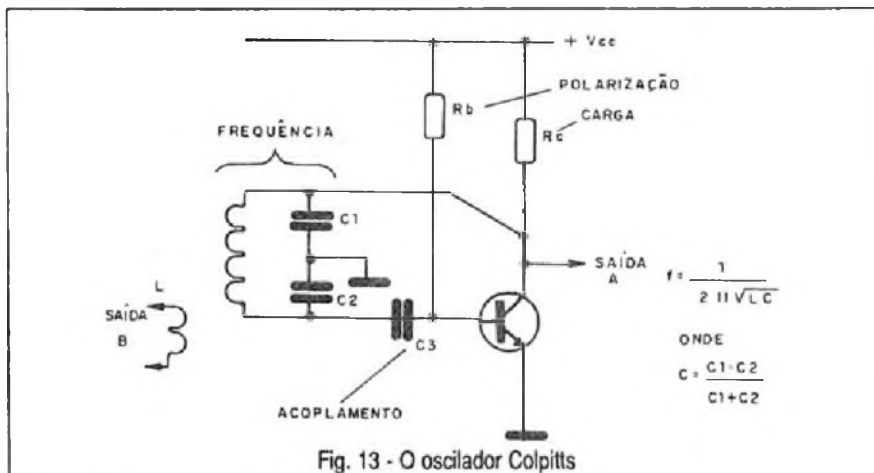 + Vcc
POLARIZAÇÃO
Rb
CARGA
Rc
FREQUÊNCIA
C1
C2
L
SAÍDA
B
C3
ACOPLAMENTO
SAÍDA
A
f = 1
2 π √LC
ONDE
C = C1·C2
C1+C2
Fig. 13 - O oscilador Colpitts